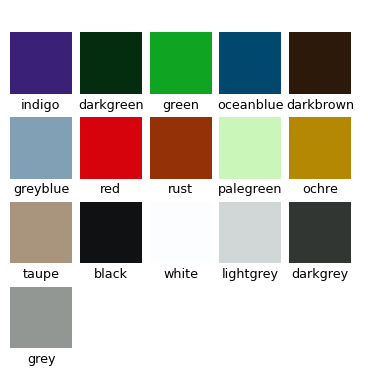 indigo darkgreen green oceanblue darkbrown
greyblue red rust palegreen ochre
taupe black white lightgrey darkgrey
grey